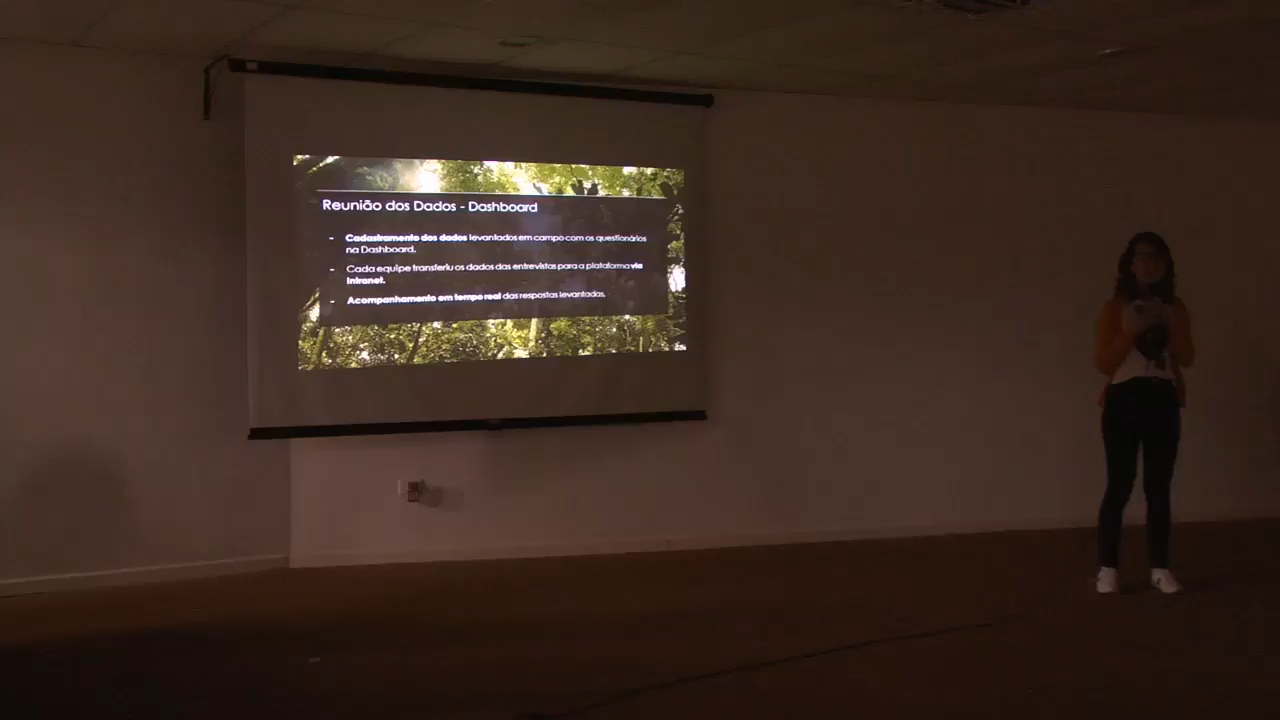 Reunião dos Dados - Dashboard
- Cadastramento dos dados levantados em campo com os questionários
na Dashboard.
- Cada equipe transferiu os dados das entrevistas para a plataforma via
Intranet.
- Acompanhamento em tempo real das respostas levantadas.